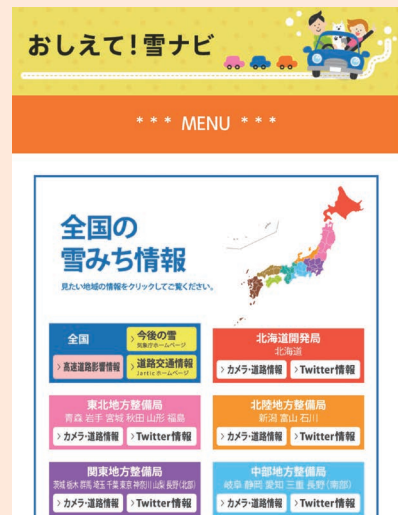 おしえて!雪ナビ
*** MENU ***
全国の
雪みち情報
見たい地域の情報をクリックしてご覧ください。
全国
>今後の雪
気象庁ホームページ
>高速道路影響情報
>道路交通情報
Jarticホームページ
北海道開発局
北海道
>カメラ・道路情報
>Twitter情報
東北地方整備局
青森 岩手 宮城 秋田 山形 福島
>カメラ・道路情報
>Twitter情報
北陸地方整備局
新潟 富山 石川
>カメラ・道路情報
>Twitter情報
関東地方整備局
茨城 栃木 群馬 埼玉 千葉 東京 神奈川 山梨 長野(北部)
>カメラ・道路情報
>Twitter情報
中部地方整備局
岐阜 静岡 愛知 三重 長野(南部)
>カメラ・道路情報
>Twitter情報